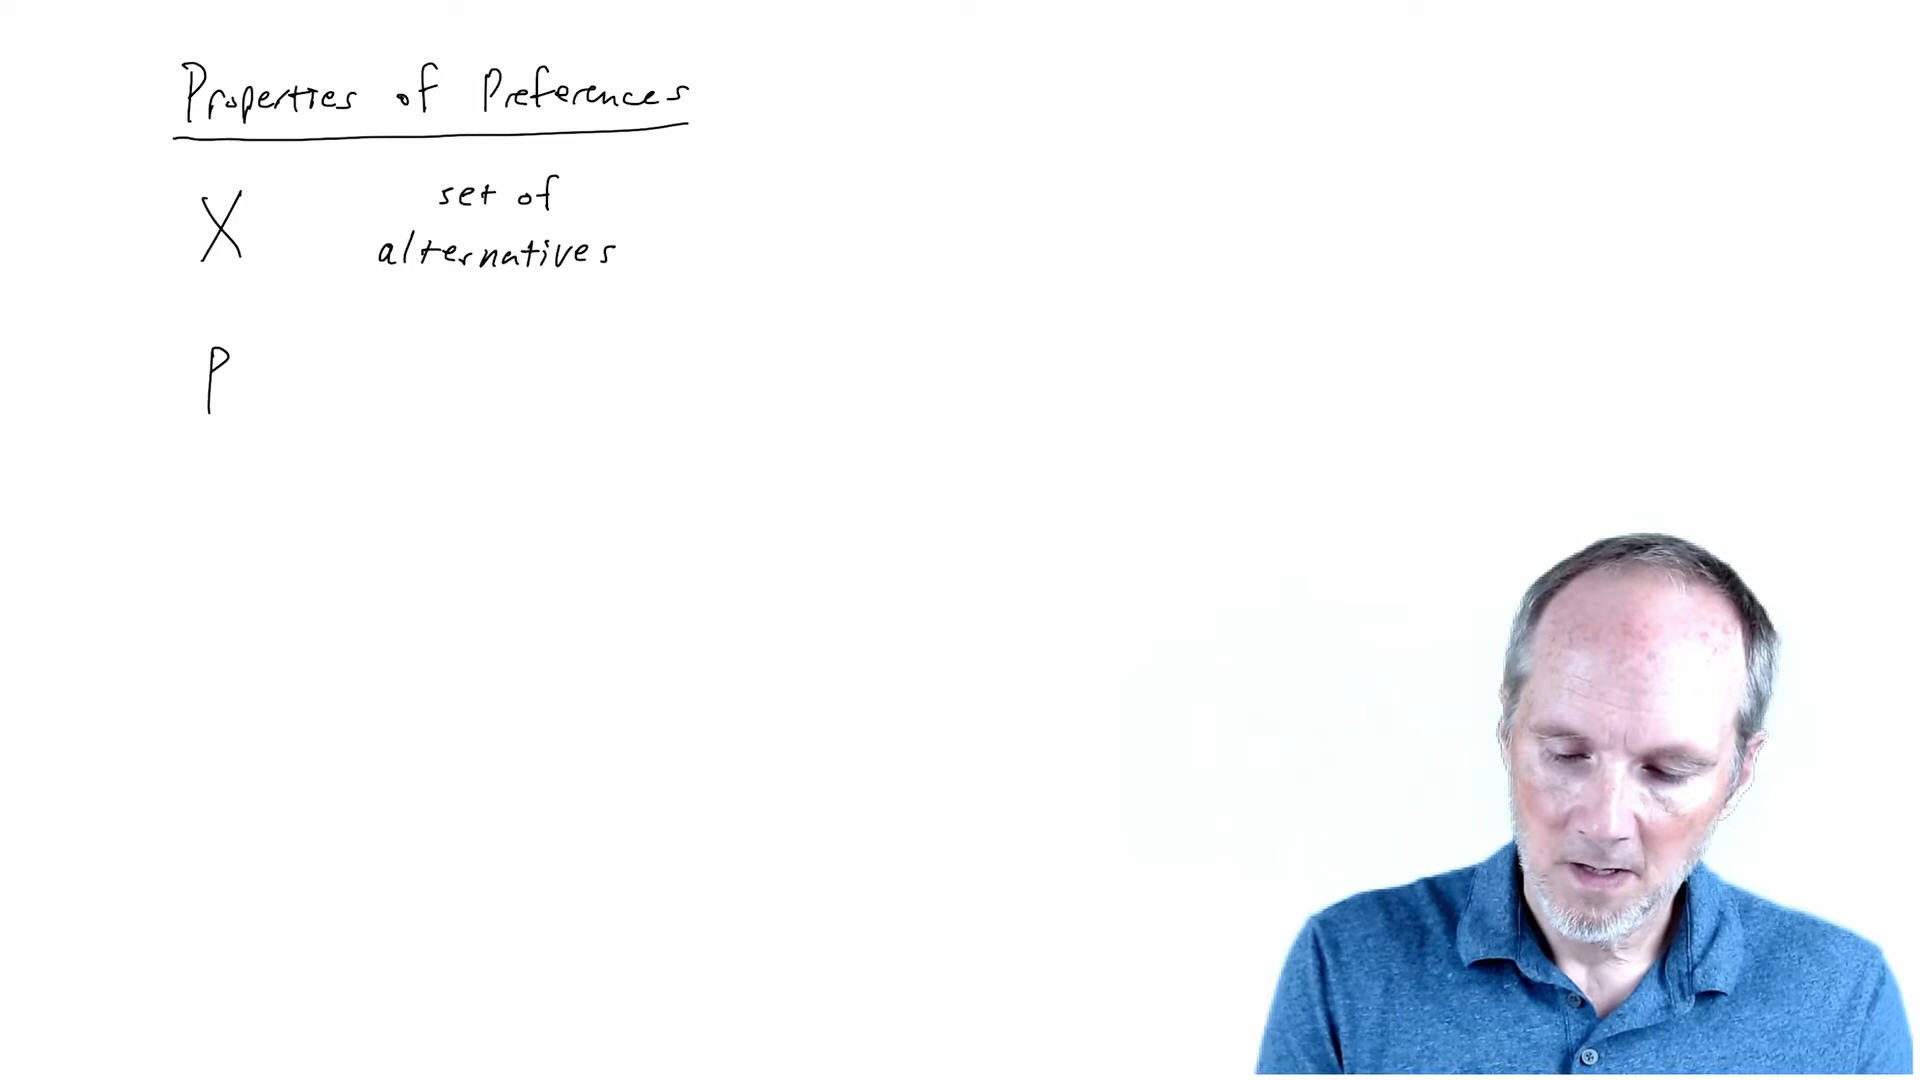 Properties of Preferences
X set of
alternatives
P